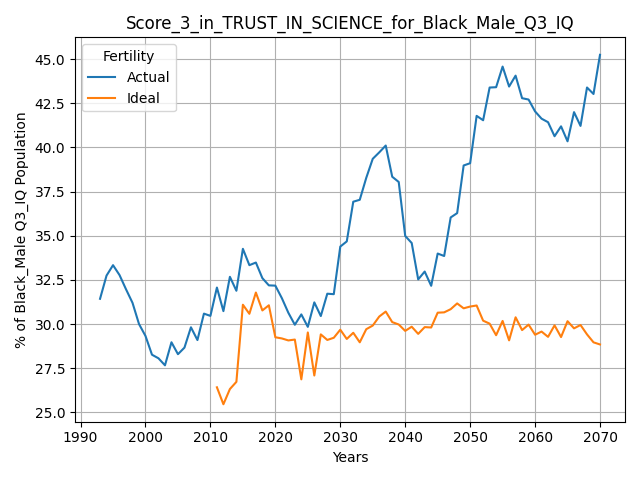 Score_3_in_TRUST_IN_SCIENCE_for_Black_Male_Q3_IQ
Fertility
Actual
Ideal
% of Black_Male Q3_IQ Population
45.0
42.5
40.0
37.5
35.0
32.5
30.0
27.5
25.0
1990 2000 2010 2020 2030 2040 2050 2060 2070
Years